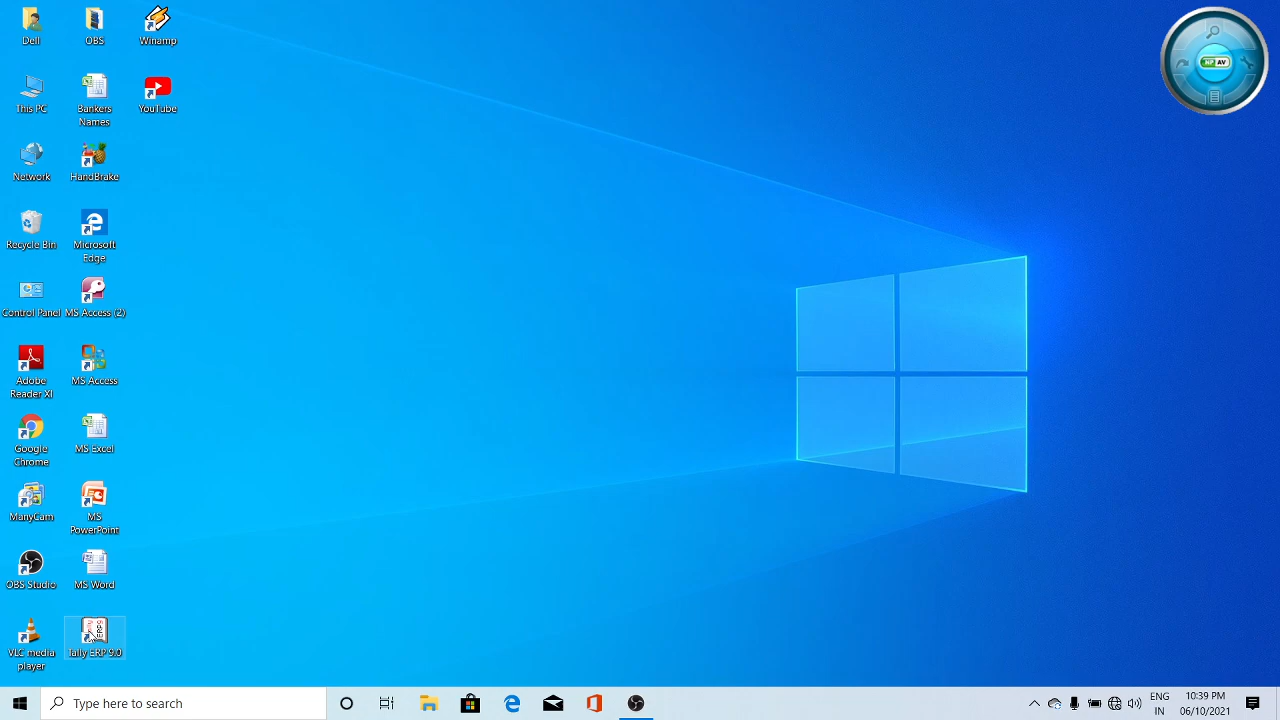 Dell
OBS
Winamp
This PC
Bankers
Names
YouTube
Network
HandBrake
Recycle Bin
Microsoft
Edge
Control Panel
MS Access (2)
Adobe
Reader XI
MS Access
Google
Chrome
MS Excel
ManyCam
MS
PowerPoint
OBS Studio
MS Word
VLC media
player
Tally ERP 9.0
NP AV
Type here to search
ENG
IN
10:39 PM
06/10/2021